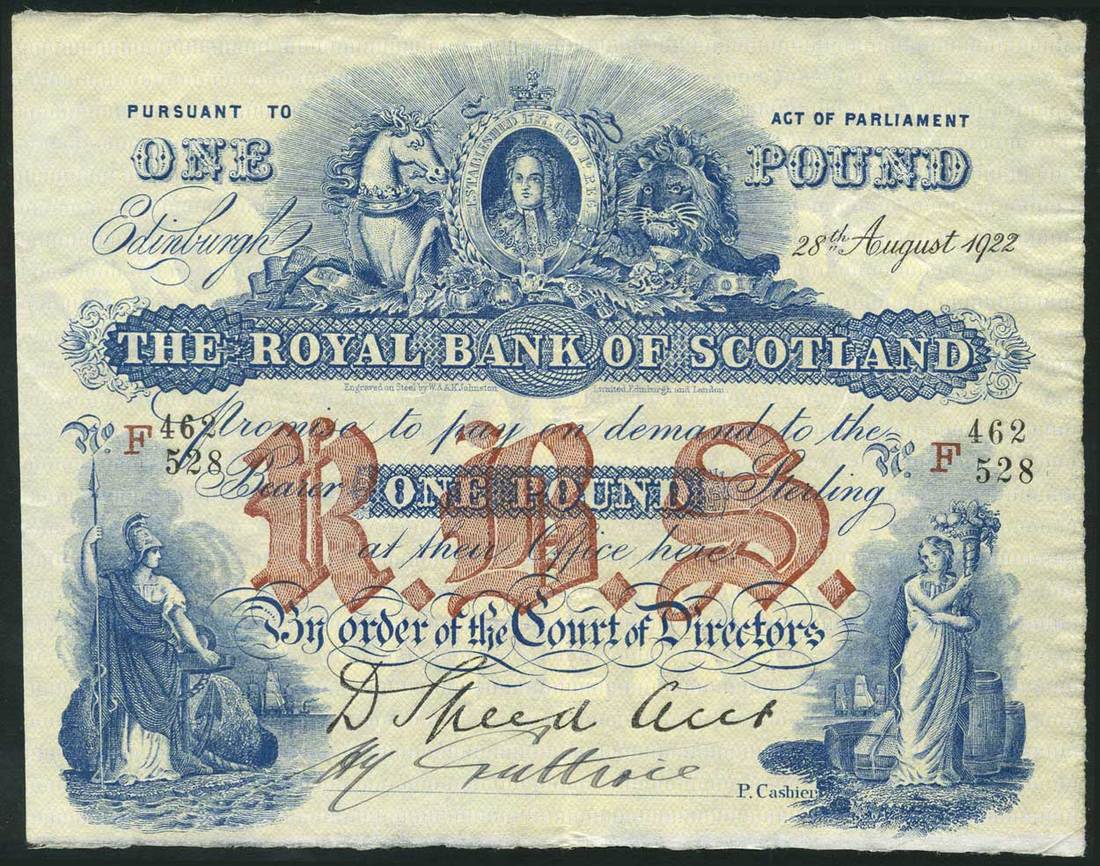 PURSUANT TO
ACT OF PARLIAMENT
ONE
POUND
ESTABLISHED
Edinburgh
28th August 1922
THE ROYAL BANK OF SCOTLAND
Engraved on Steel by W. & A.K. Johnston
Limited, Edinburgh and London
Promise to pay on demand to the
No. F 462 528
No. F 462 528
Bearer ONE POUND Sterling
R.B.S.
at their Office here
By order of the Court of Directors
D Speed Acct
P. Cashier